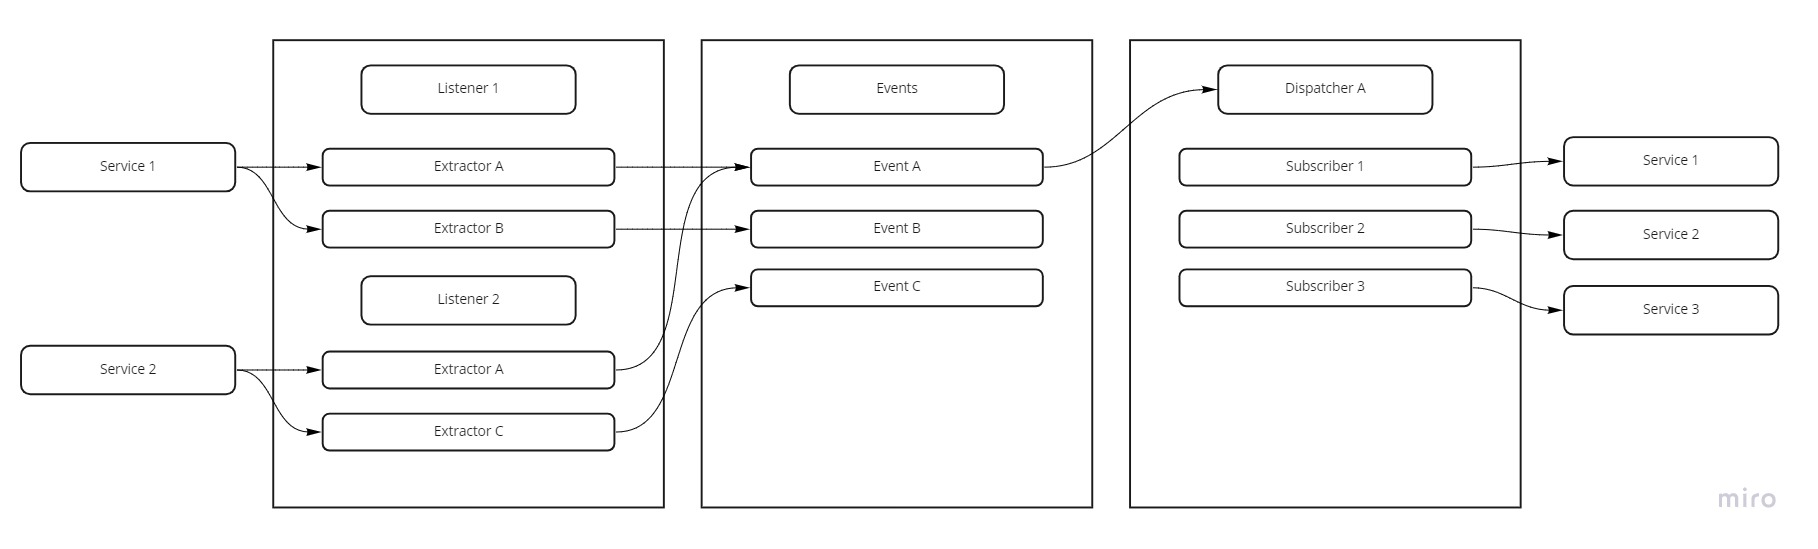 Service 1
Service 2
Listener 1
Extractor A
Extractor B
Listener 2
Extractor A
Extractor C
Events
Event A
Event B
Event C
Dispatcher A
Subscriber 1
Subscriber 2
Subscriber 3
Service 1
Service 2
Service 3
miro